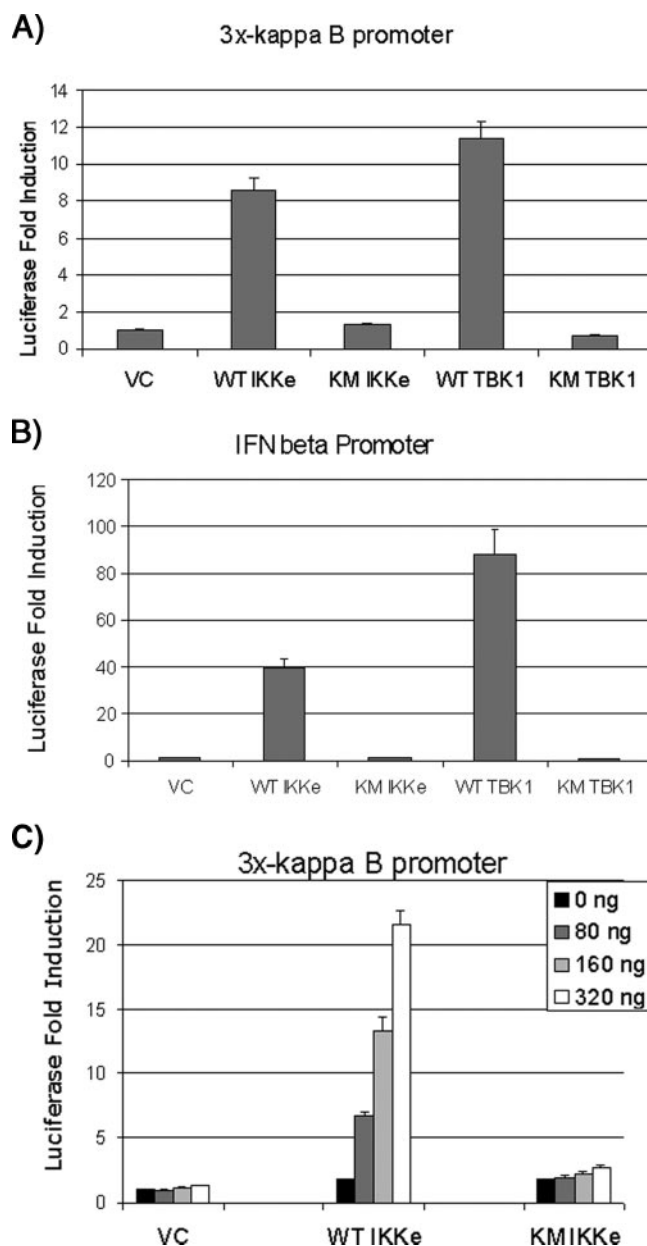 A)
3x-kappa B promoter
Luciferase Fold Induction
14
12
10
8
6
4
2
0
VC WT IKKe KM IKKe WT TBK1 KM TBK1
B)
IFN beta Promoter
Luciferase Fold Induction
120
100
80
60
40
20
0
VC WT IKKe KM IKKe WT TBK1 KM TBK1
C)
3x-kappa B promoter
Luciferase Fold Induction
25
20
15
10
5
0
0 ng
80 ng
160 ng
320 ng
VC WT IKKe KM IKKe